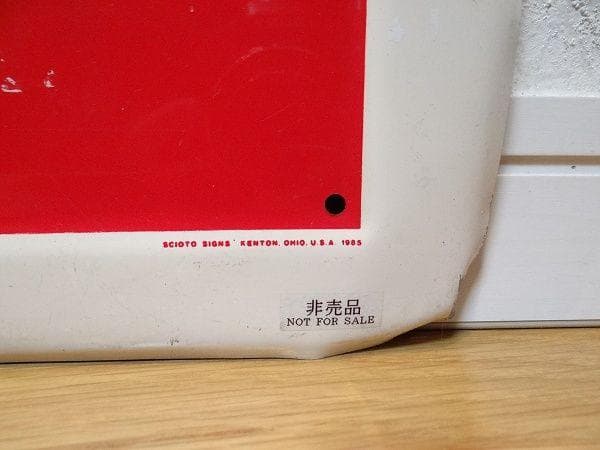 SCIOTO SIGNS' KENTON, OHIO, U.S.A. 1985
非売品
NOT FOR SALE